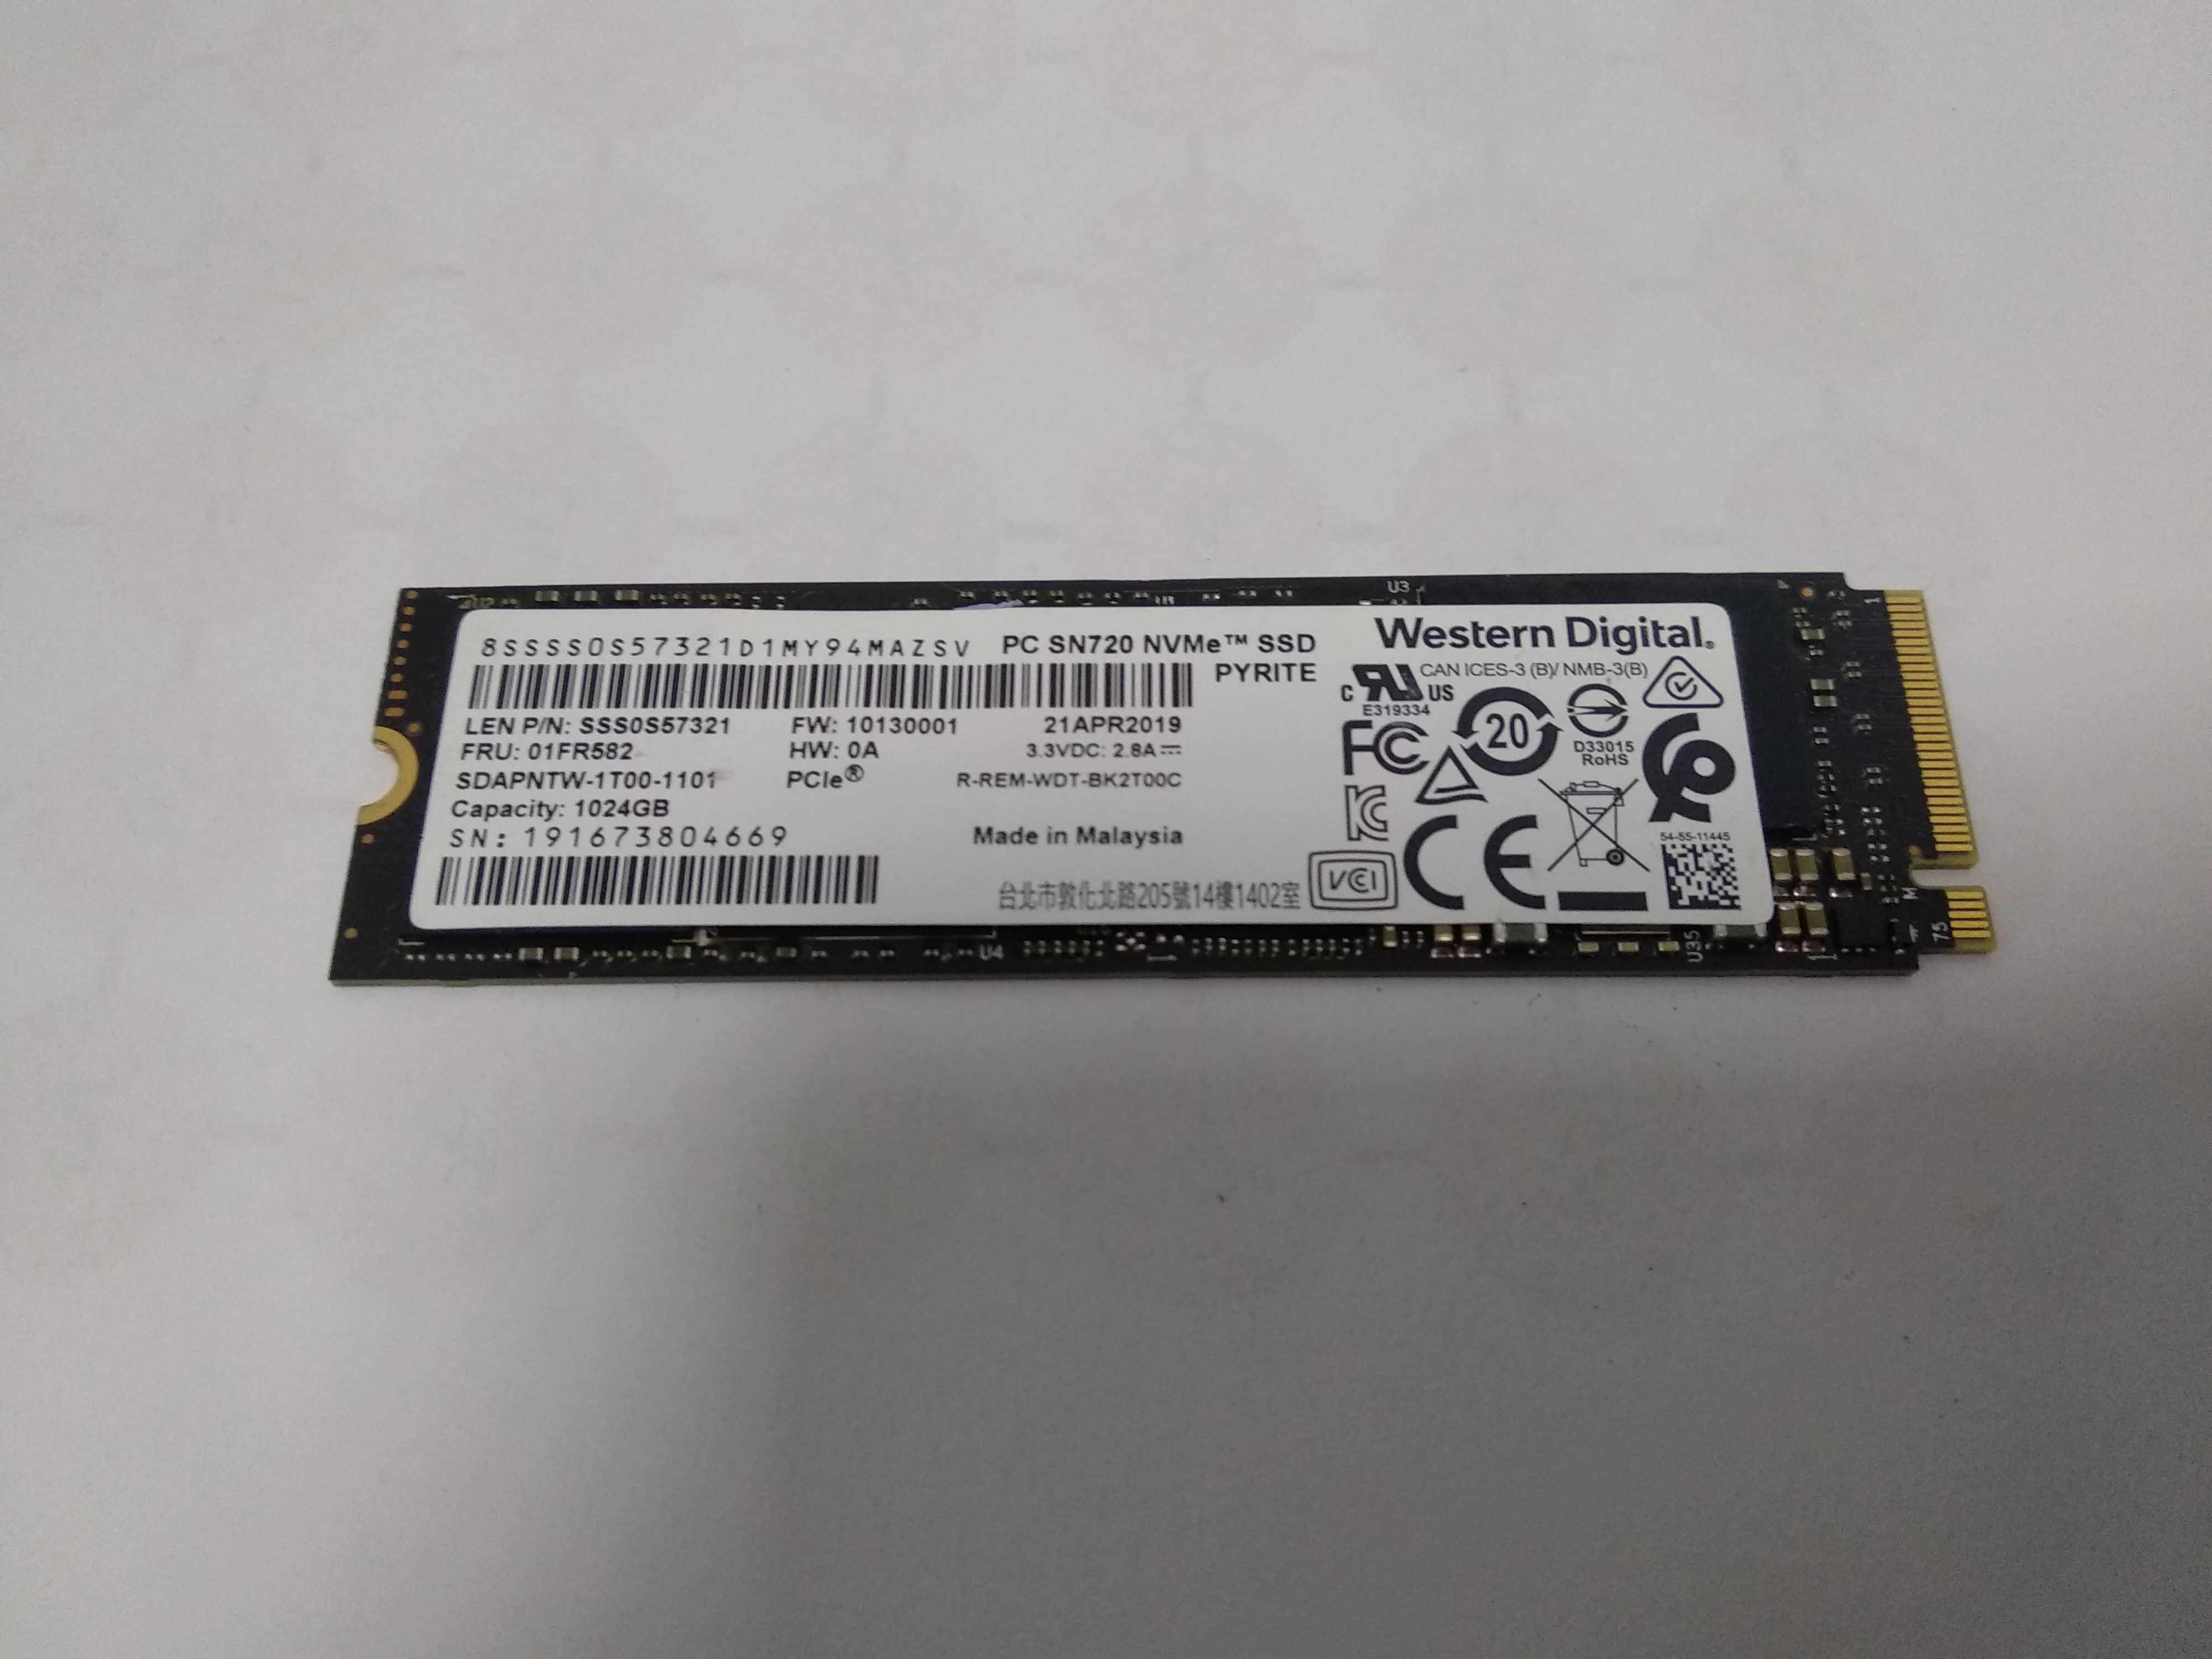 8SSSS0S57321D1MY94MAZSV
PC SN720 NVMe™ SSD
PYRITE
LEN P/N: SSS0S57321
FW: 10130001
21APR2019
FRU: 01FR582
HW: 0A
3.3VDC: 2.8A
SDAPNTW-1T00-1101
PCIe®
R-REM-WDT-BK2T00C
Capacity: 1024GB
SN: 191673804669
Made in Malaysia
台北市敦化北路205號14樓1402室
Western Digital®
CAN ICES-3 (B)/ NMB-3(B)
C US
E319334
FC
20
D33015
RoHS
VCI
CE
54-55-11445
U3
1
U4
U35
1
M
75